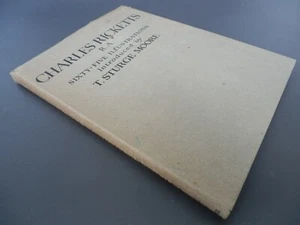 CHARLES RICKETTS
R.A.
SIXTY-FIVE ILLUSTRATIONS
Introduced by
T. STURGE MOORE